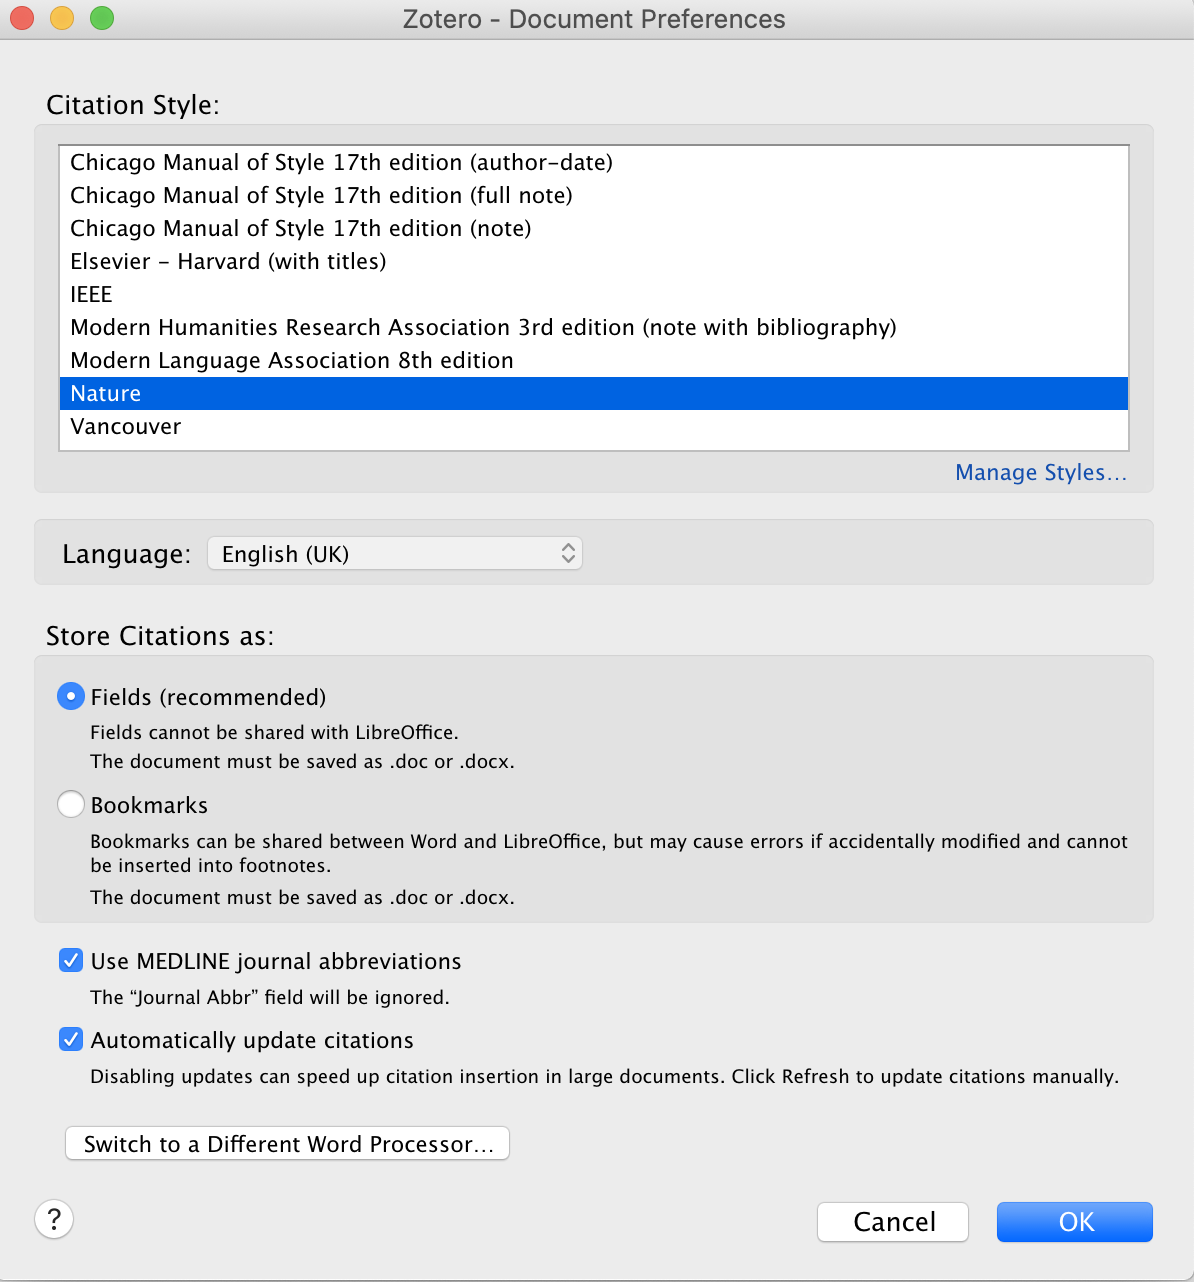 Zotero - Document Preferences
Citation Style:
Chicago Manual of Style 17th edition (author-date)
Chicago Manual of Style 17th edition (full note)
Chicago Manual of Style 17th edition (note)
Elsevier - Harvard (with titles)
IEEE
Modern Humanities Research Association 3rd edition (note with bibliography)
Modern Language Association 8th edition
Nature
Vancouver
Manage Styles...
Language: English (UK)
Store Citations as:
Fields (recommended)
Fields cannot be shared with LibreOffice.
The document must be saved as .doc or .docx.
Bookmarks
Bookmarks can be shared between Word and LibreOffice, but may cause errors if accidentally modified and cannot
be inserted into footnotes.
The document must be saved as .doc or .docx.
Use MEDLINE journal abbreviations
The “Journal Abbr” field will be ignored.
Automatically update citations
Disabling updates can speed up citation insertion in large documents. Click Refresh to update citations manually.
Switch to a Different Word Processor...
? Cancel OK